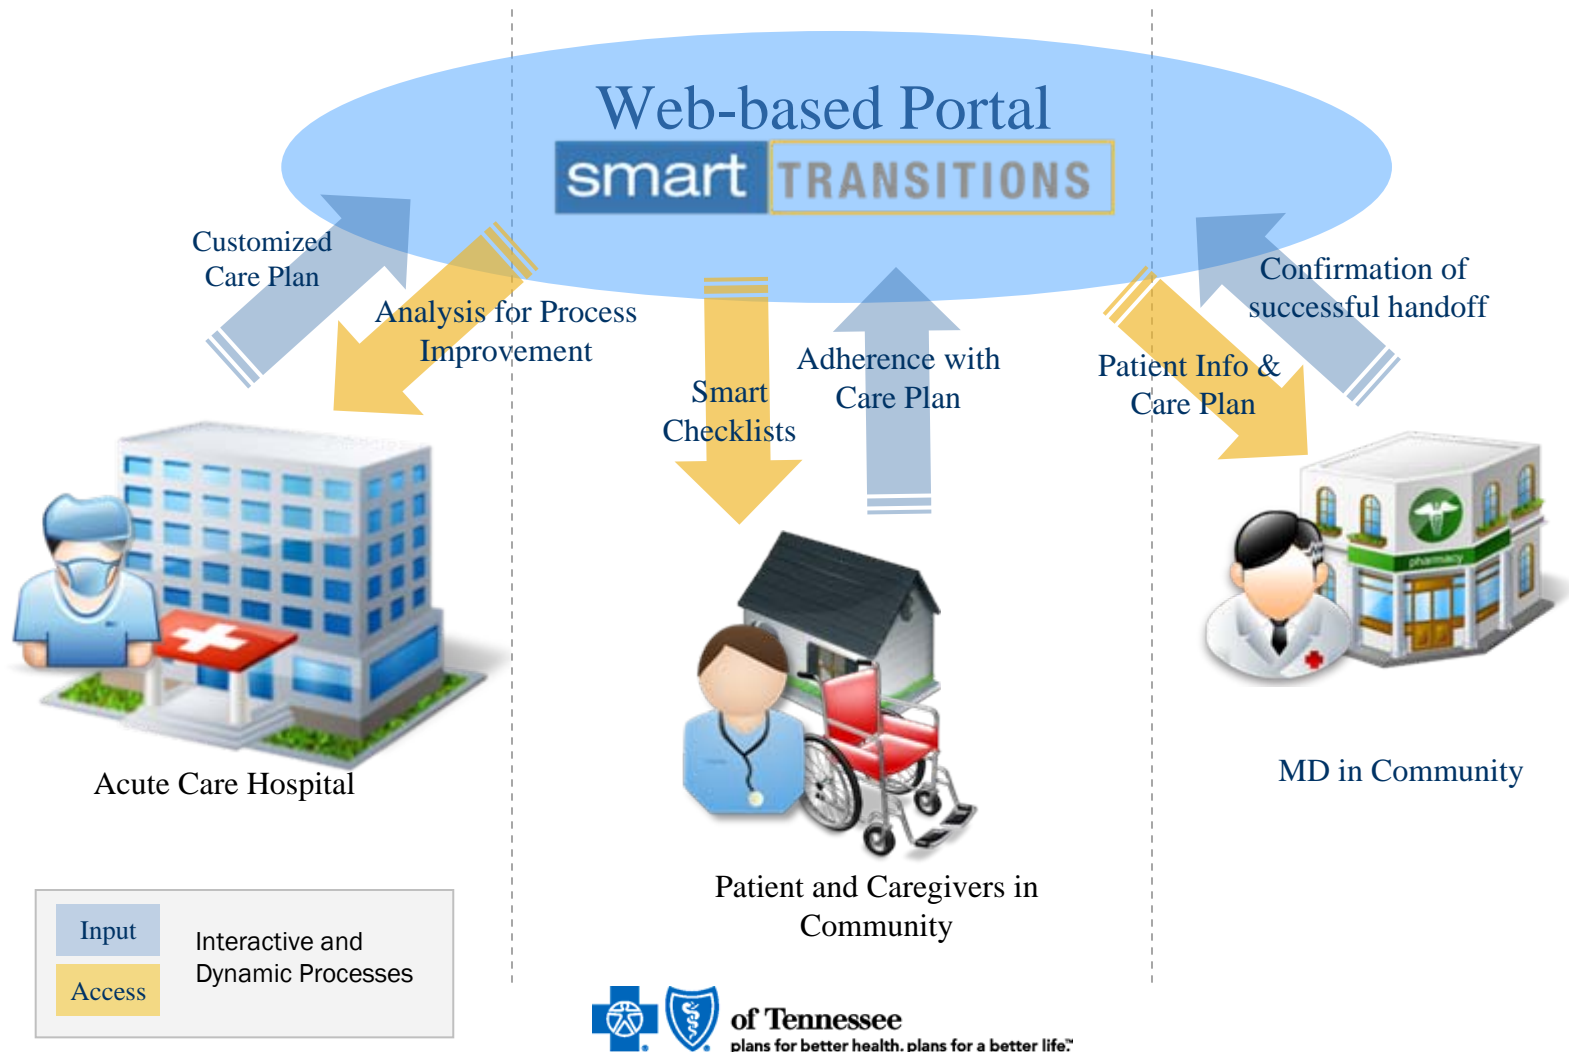 Web-based Portal
smart TRANSITIONS
Customized
Care Plan
Analysis for Process
Improvement
Smart
Checklists
Adherence with
Care Plan
Patient Info &
Care Plan
Confirmation of
successful handoff
pharmacy
Acute Care Hospital
Patient and Caregivers in
Community
MD in Community
Input
Access
Interactive and
Dynamic Processes
of Tennessee
plans for better health. plans for a better life.™